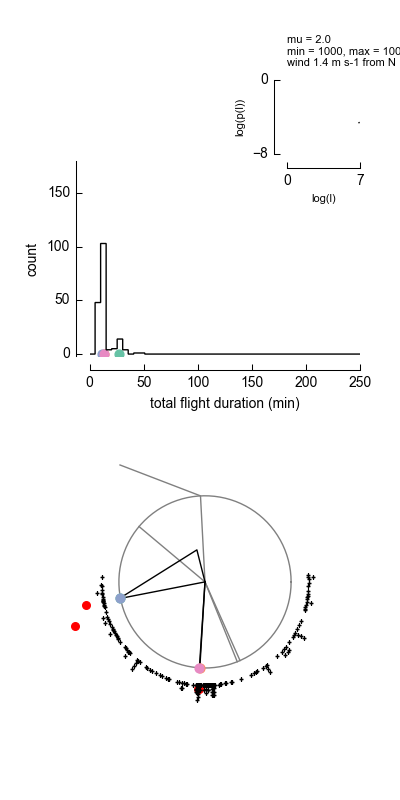 mu = 2.0
min = 1000, max = 100
wind 1.4 m s-1 from N
0
log(p(l))
−8
0 7
log(l)
150
100
count
50
0
0 50 100 150 200 250
total flight duration (min)